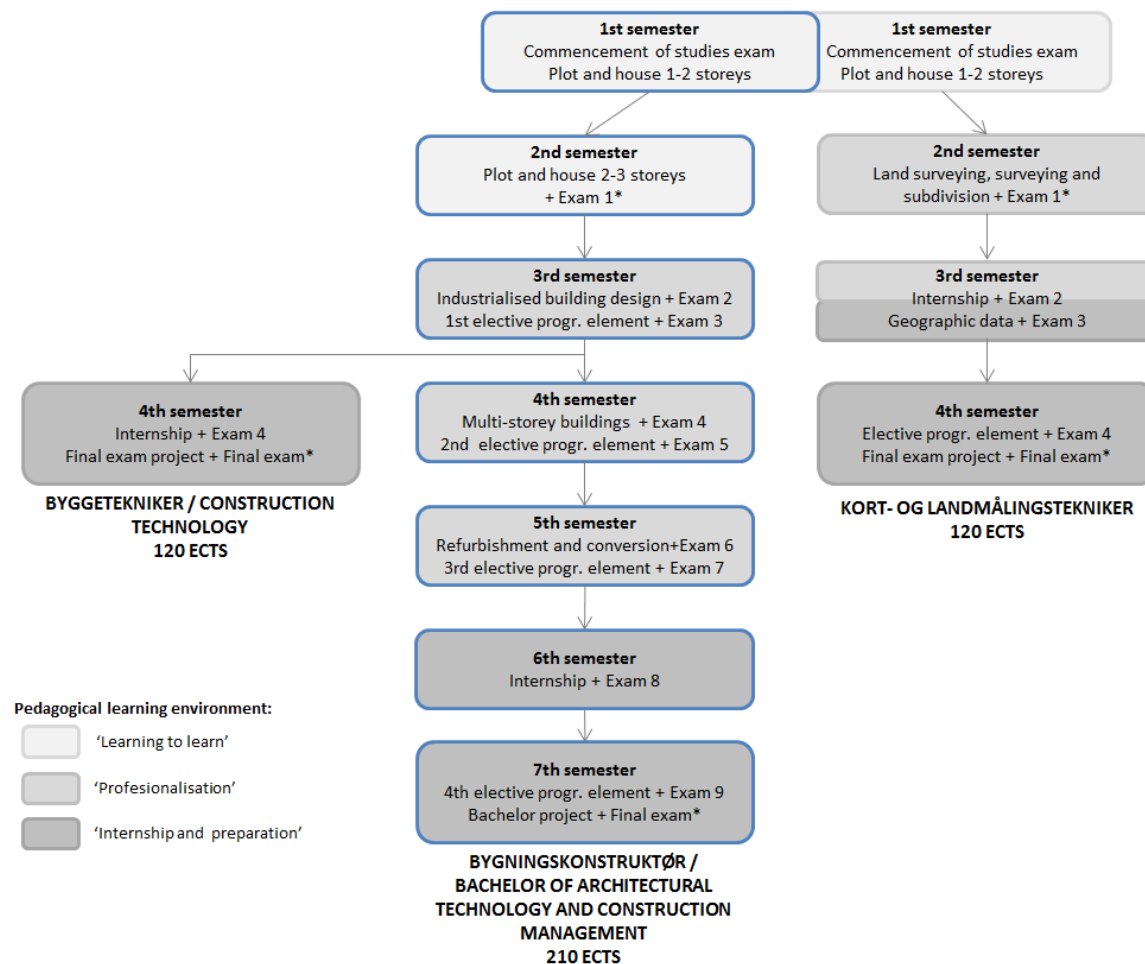 1st semester
Commencement of studies exam
Plot and house 1-2 storeys
1st semester
Commencement of studies exam
Plot and house 1-2 storeys
2nd semester
Plot and house 2-3 storeys
+ Exam 1*
2nd semester
Land surveying, surveying and
subdivision + Exam 1*
3rd semester
Industrialised building design + Exam 2
1st elective progr. element + Exam 3
3rd semester
Internship + Exam 2
Geographic data + Exam 3
4th semester
Internship + Exam 4
Final exam project + Final exam*
BYGGETEKNIKER / CONSTRUCTION
TECHNOLOGY
120 ECTS
4th semester
Multi-storey buildings + Exam 4
2nd elective progr. element + Exam 5
4th semester
Elective progr. element + Exam 4
Final exam project + Final exam*
KORT- OG LANDMÅLINGSTEKNIKER
120 ECTS
5th semester
Refurbishment and conversion+Exam 6
3rd elective progr. element + Exam 7
6th semester
Internship + Exam 8
7th semester
4th elective progr. element + Exam 9
Bachelor project + Final exam*
BYGNINGSKONSTRUKTØR /
BACHELOR OF ARCHITECTURAL
TECHNOLOGY AND CONSTRUCTION
MANAGEMENT
210 ECTS
Pedagogical learning environment:
‘Learning to learn’
‘Profesionalisation’
‘Internship and preparation’